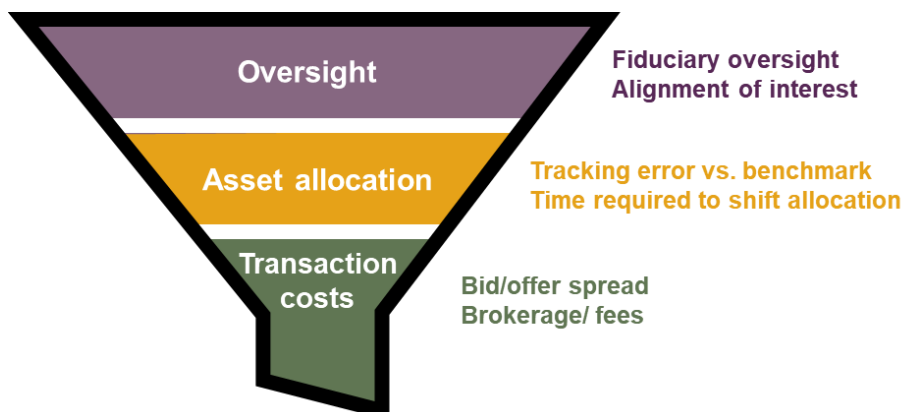 Oversight
Fiduciary oversight
Alignment of interest
Asset allocation
Tracking error vs. benchmark
Time required to shift allocation
Transaction
costs
Bid/offer spread
Brokerage/ fees